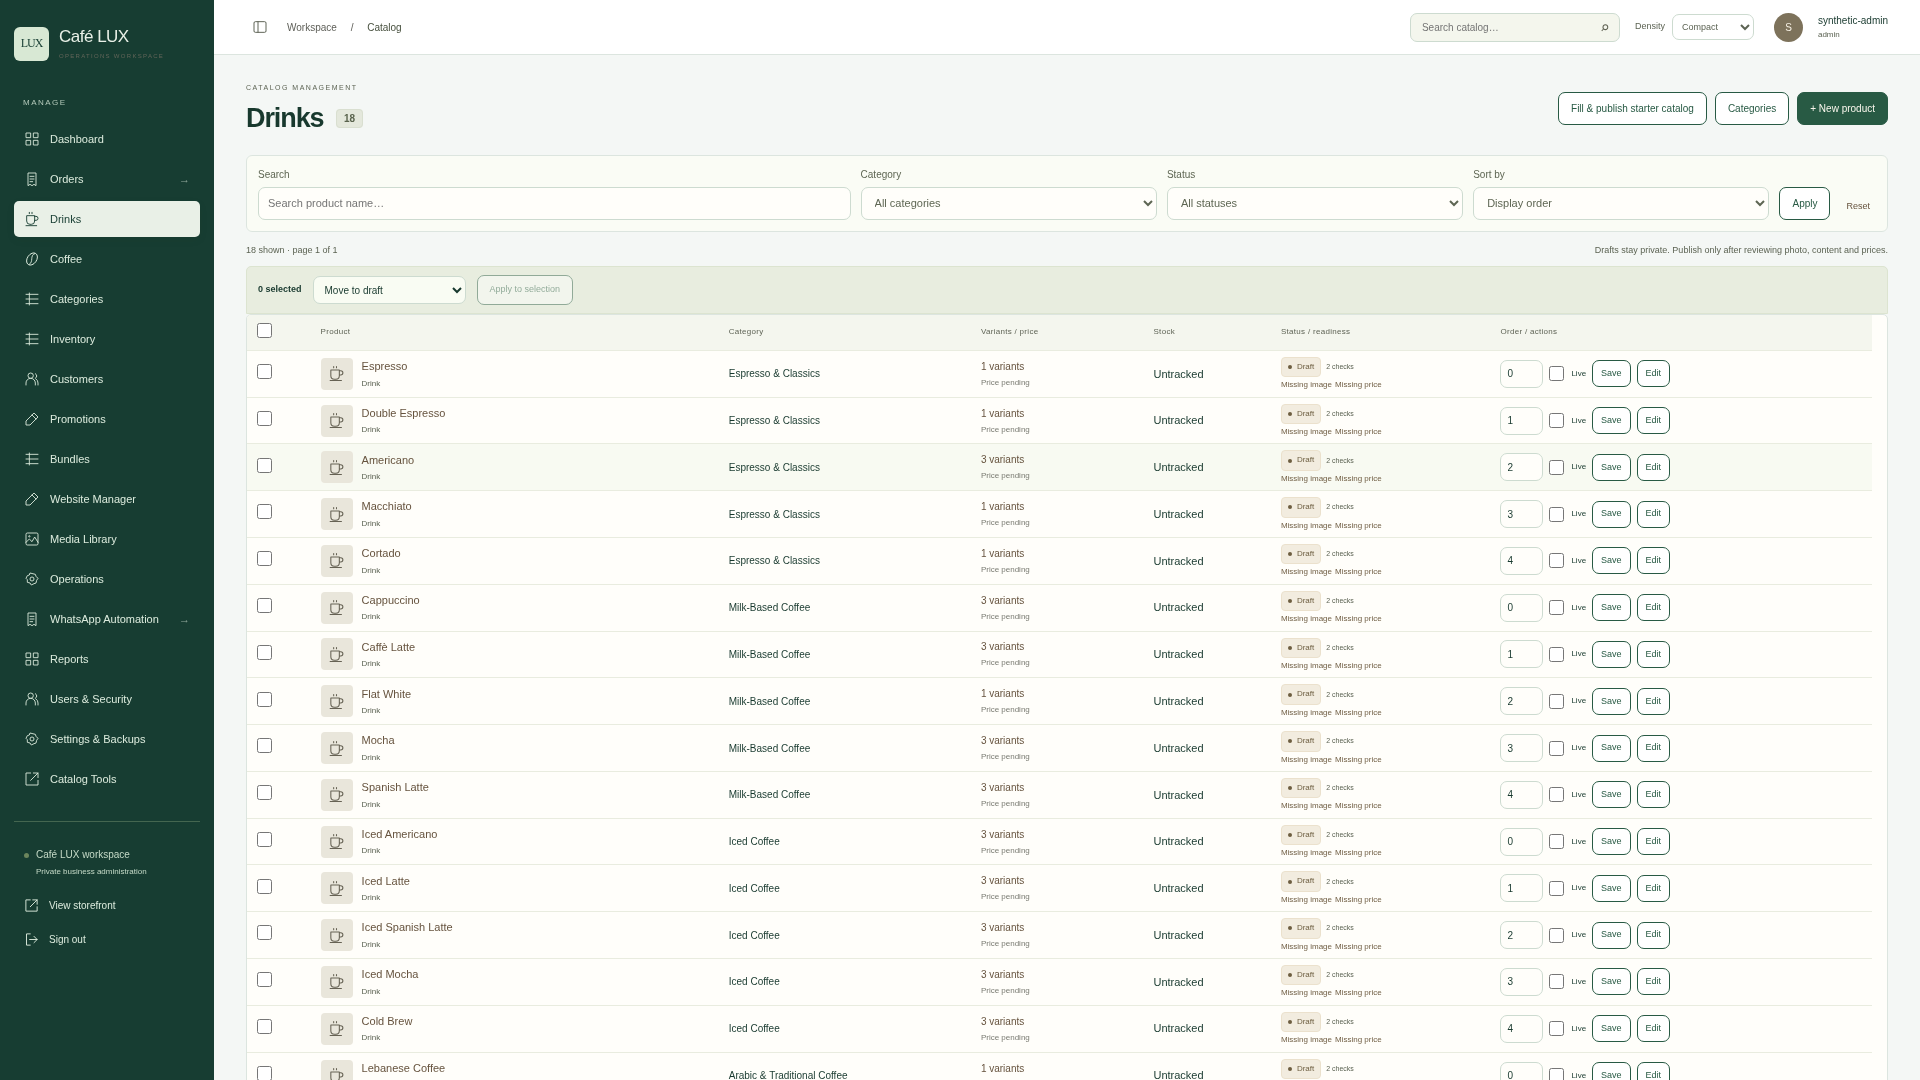 LUX
Café LUX
OPERATIONS WORKSPACE
MANAGE
Dashboard
Orders →
Drinks
Coffee
Categories
Inventory
Customers
Promotions
Bundles
Website Manager
Media Library
Operations
WhatsApp Automation →
Reports
Users & Security
Settings & Backups
Catalog Tools
Café LUX workspace
Private business administration
View storefront
Sign out
Workspace / Catalog
Search catalog…
Density Compact
S
synthetic-admin
admin
CATALOG MANAGEMENT
Drinks 18
Fill & publish starter catalog Categories + New product
Search Category Status Sort by
Search product name… All categories All statuses Display order Apply Reset
18 shown · page 1 of 1 Drafts stay private. Publish only after reviewing photo, content and prices.
0 selected Move to draft Apply to selection
Product Category Variants / price Stock Status / readiness Order / actions
Espresso Drink Espresso & Classics 1 variants Price pending Untracked Draft 2 checks Missing image Missing price 0 Live Save Edit
Double Espresso Drink Espresso & Classics 1 variants Price pending Untracked Draft 2 checks Missing image Missing price 1 Live Save Edit
Americano Drink Espresso & Classics 3 variants Price pending Untracked Draft 2 checks Missing image Missing price 2 Live Save Edit
Macchiato Drink Espresso & Classics 1 variants Price pending Untracked Draft 2 checks Missing image Missing price 3 Live Save Edit
Cortado Drink Espresso & Classics 1 variants Price pending Untracked Draft 2 checks Missing image Missing price 4 Live Save Edit
Cappuccino Drink Milk-Based Coffee 3 variants Price pending Untracked Draft 2 checks Missing image Missing price 0 Live Save Edit
Caffè Latte Drink Milk-Based Coffee 3 variants Price pending Untracked Draft 2 checks Missing image Missing price 1 Live Save Edit
Flat White Drink Milk-Based Coffee 1 variants Price pending Untracked Draft 2 checks Missing image Missing price 2 Live Save Edit
Mocha Drink Milk-Based Coffee 3 variants Price pending Untracked Draft 2 checks Missing image Missing price 3 Live Save Edit
Spanish Latte Drink Milk-Based Coffee 3 variants Price pending Untracked Draft 2 checks Missing image Missing price 4 Live Save Edit
Iced Americano Drink Iced Coffee 3 variants Price pending Untracked Draft 2 checks Missing image Missing price 0 Live Save Edit
Iced Latte Drink Iced Coffee 3 variants Price pending Untracked Draft 2 checks Missing image Missing price 1 Live Save Edit
Iced Spanish Latte Drink Iced Coffee 3 variants Price pending Untracked Draft 2 checks Missing image Missing price 2 Live Save Edit
Iced Mocha Drink Iced Coffee 3 variants Price pending Untracked Draft 2 checks Missing image Missing price 3 Live Save Edit
Cold Brew Drink Iced Coffee 3 variants Price pending Untracked Draft 2 checks Missing image Missing price 4 Live Save Edit
Lebanese Coffee Arabic & Traditional Coffee 1 variants Untracked Draft 2 checks 0 Live Save Edit